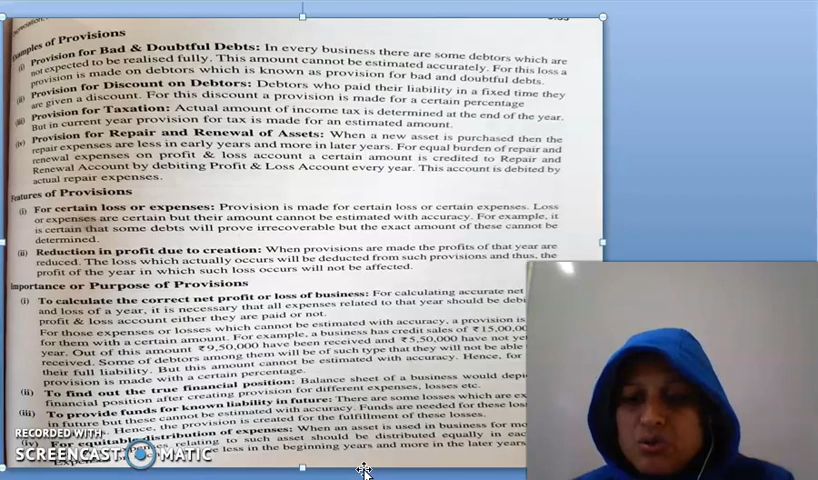 Examples of Provisions
(i) Provision for Bad & Doubtful Debts: In every business there are some debtors which are
not expected to be realised fully. This amount cannot be estimated accurately. For this loss a
provision is made on debtors which is known as provision for bad and doubtful debts.
(ii) Provision for Discount on Debtors: Debtors who paid their liability in a fixed time they
are given a discount. For this discount a provision is made for a certain percentage
(iii) Provision for Taxation: Actual amount of income tax is determined at the end of the year.
But in current year provision for tax is made for an estimated amount.
(iv) Provision for Repair and Renewal of Assets: When a new asset is purchased then the
repair expenses are less in early years and more in later years. For equal burden of repair and
renewal expenses on profit & loss account a certain amount is credited to Repair and
Renewal Account by debiting Profit & Loss Account every year. This account is debited by
actual repair expenses.
Features of Provisions
(i) For certain loss or expenses: Provision is made for certain loss or certain expenses. Loss
or expenses are certain but their amount cannot be estimated with accuracy. For example, it
is certain that some debts will prove irrecoverable but the exact amount of these cannot be
determined.
(ii) Reduction in profit due to creation: When provisions are made the profits of that year are
reduced. The loss which actually occurs will be deducted from such provisions and thus, the
profit of the year in which such loss occurs will not be affected.
Importance or Purpose of Provisions
(i) To calculate the correct net profit or loss of business: For calculating accurate net
and loss of a year, it is necessary that all expenses related to that year should be debi
profit & loss account either they are paid or not.
For those expenses or losses which cannot be estimated with accuracy, a provision is
for them with a certain amount. For example, a business has credit sales of ₹15,00,00
year. Out of this amount ₹9,50,000 have been received and ₹5,50,000 have not ye
received. Some of debtors among them will be of such type that they will not be able
their full liability. But this amount cannot be estimated with accuracy. Hence, for
provision is made with a certain percentage.
(ii) To find out the true financial position: Balance sheet of a business would depi
financial position after creating provision for different expenses, losses etc.
(iii) To provide funds for known liability in future: There are some losses which are ex
in future but these cannot be estimated with accuracy. Funds are needed for these loss
Hence, the provision is created for the fulfillment of these losses.
(iv) For equitable distribution of expenses: When an asset is used in business for mo
relating to such asset should be distributed equally in eac
are less in the beginning years and more in the later years
RECORDED WITH
SCREENCAST MATIC